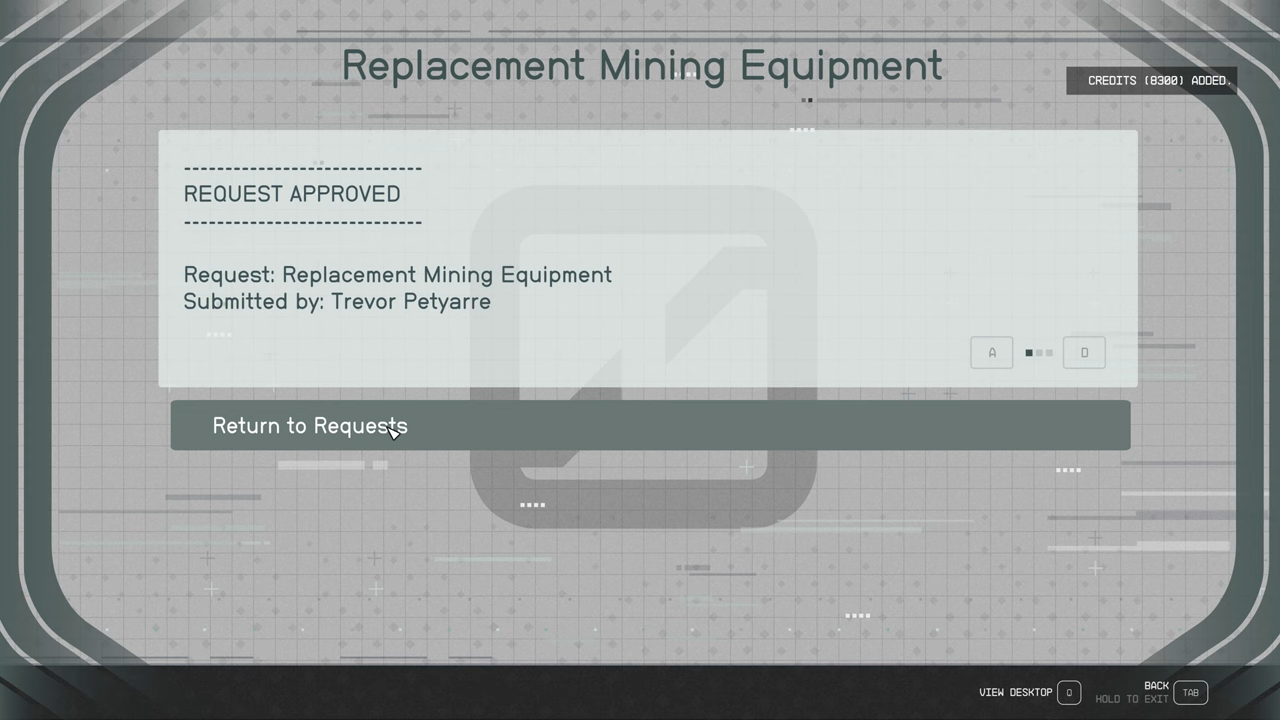 Replacement Mining Equipment
CREDITS (8300) ADDED.
----------------------------
REQUEST APPROVED
----------------------------
Request: Replacement Mining Equipment
Submitted by: Trevor Petyarre
A
D
Return to Requests
VIEW DESKTOP Q
BACK
HOLD TO EXIT TAB